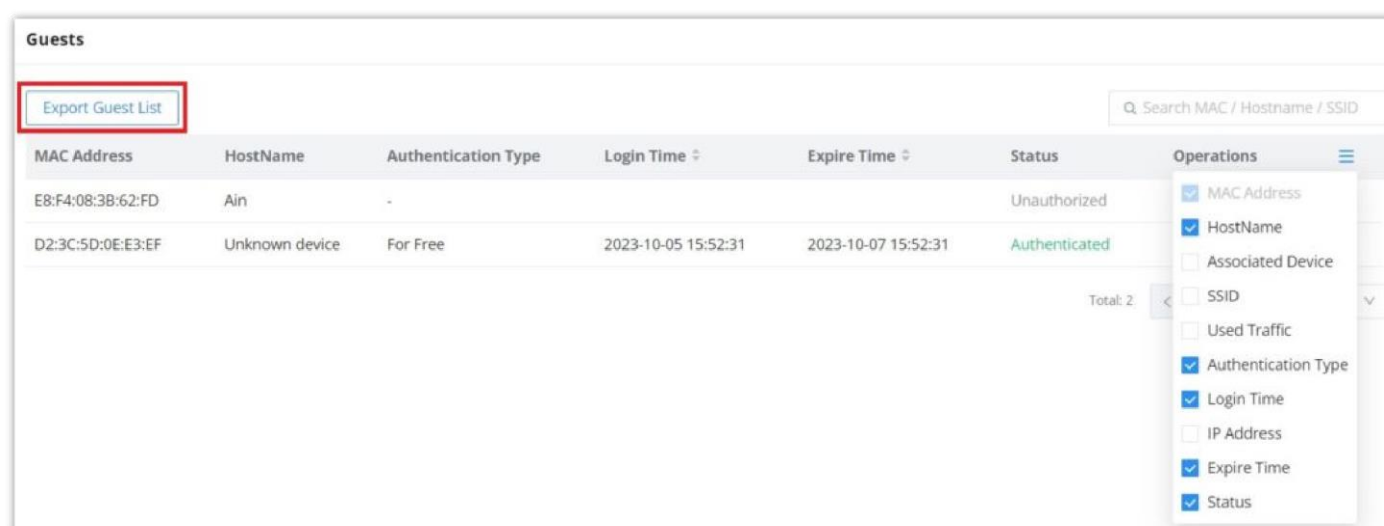 Guests
Export Guest List
Search MAC / Hostname / SSID
MAC Address HostName Authentication Type Login Time Expire Time Status Operations
E8:F4:08:3B:62:FD Ain - Unauthorized
D2:3C:5D:0E:E3:EF Unknown device For Free 2023-10-05 15:52:31 2023-10-07 15:52:31 Authenticated
Total: 2
MAC Address
HostName
Associated Device
SSID
Used Traffic
Authentication Type
Login Time
IP Address
Expire Time
Status